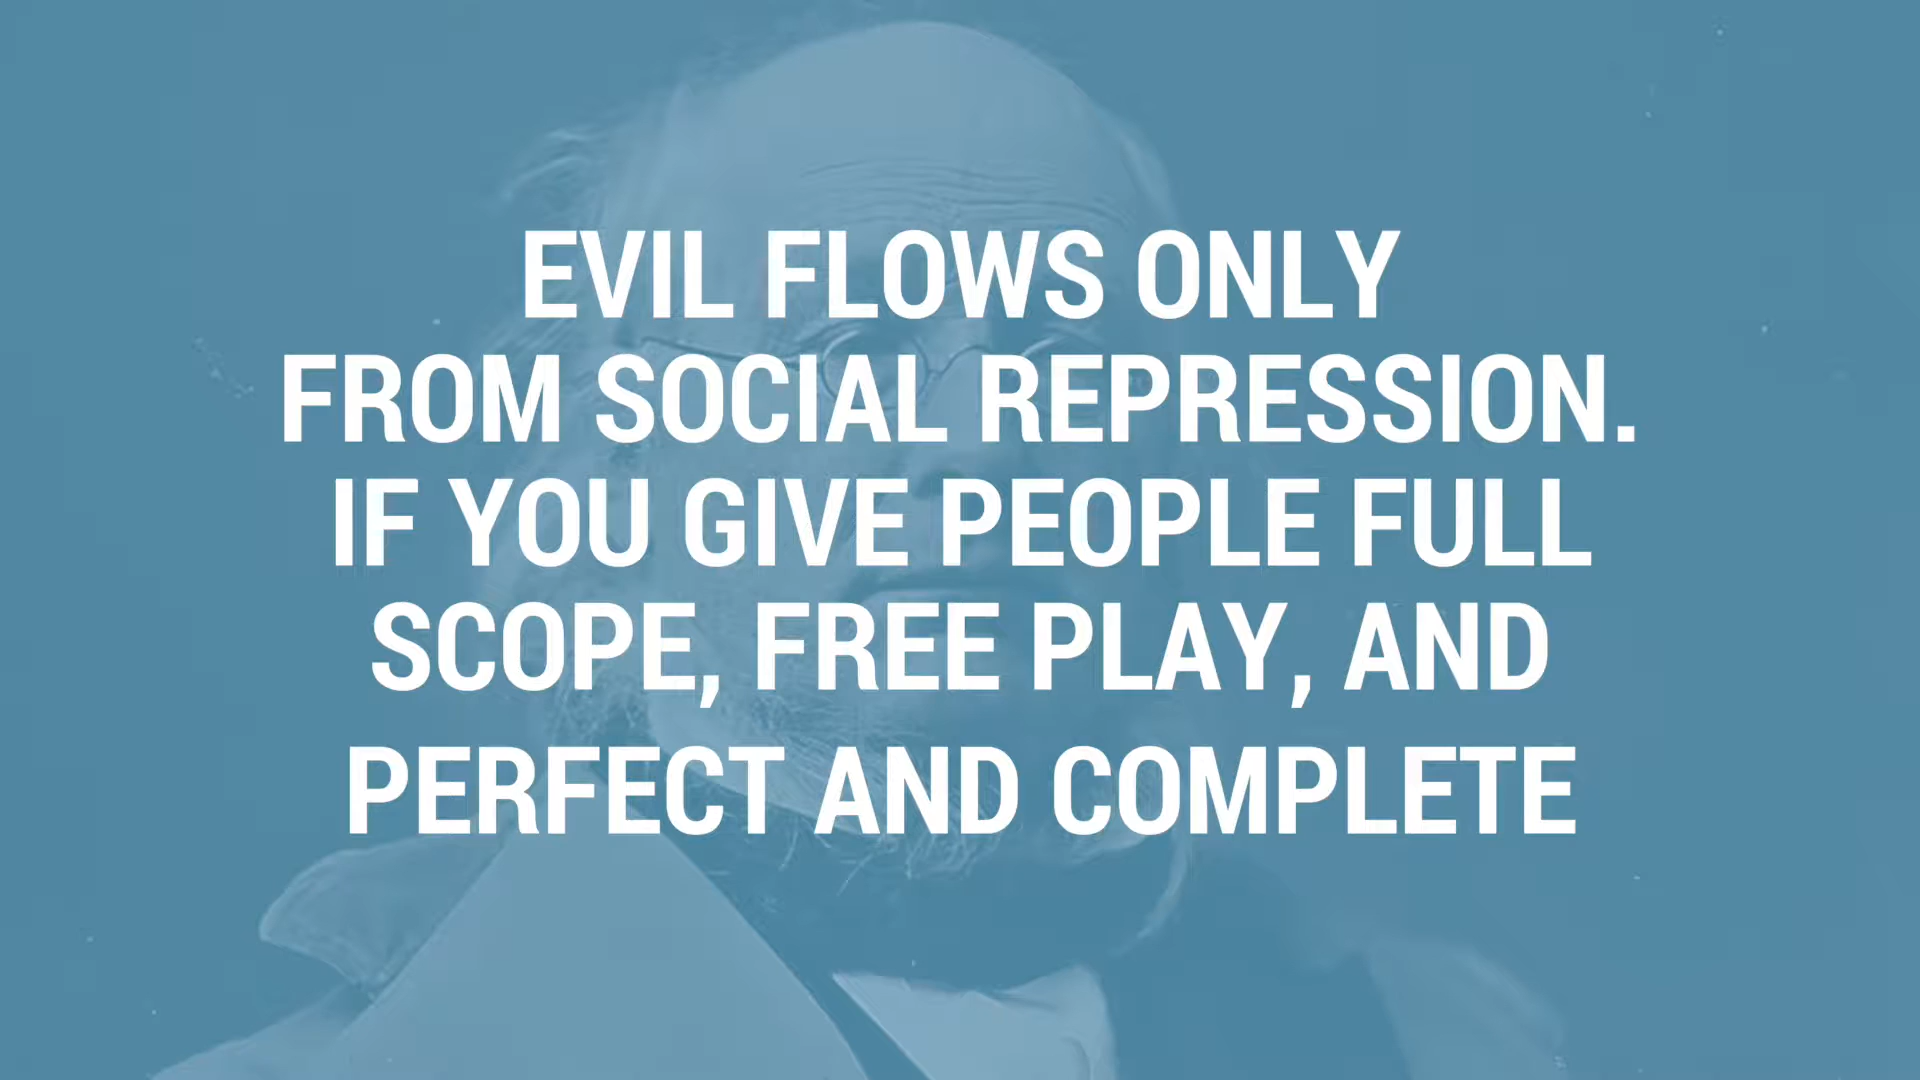 EVIL FLOWS ONLY
FROM SOCIAL REPRESSION.
IF YOU GIVE PEOPLE FULL
SCOPE, FREE PLAY, AND
PERFECT AND COMPLETE